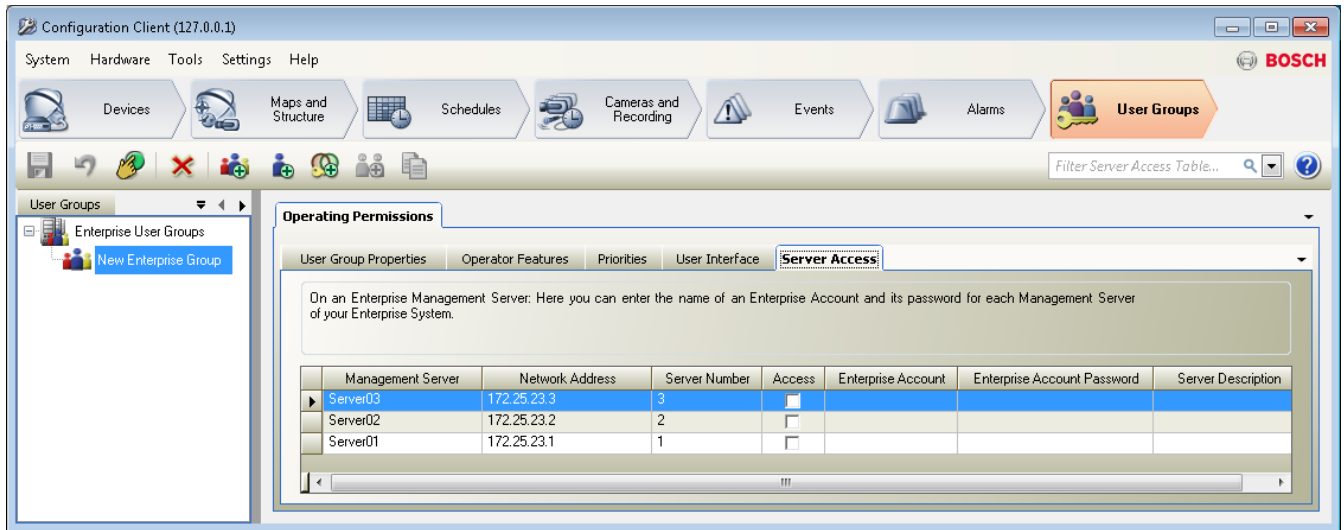 Configuration Client (127.0.0.1)
System Hardware Tools Settings Help
BOSCH
Devices
Maps and
Structure
Schedules
Cameras and
Recording
Events
Alarms
User Groups
Filter Server Access Table...
User Groups
Enterprise User Groups
New Enterprise Group
Operating Permissions
User Group Properties Operator Features Priorities User Interface Server Access
On an Enterprise Management Server: Here you can enter the name of an Enterprise Account and its password for each Management Server
of your Enterprise System.
Management Server Network Address Server Number Access Enterprise Account Enterprise Account Password Server Description
Server03 172.25.23.3 3
Server02 172.25.23.2 2
Server01 172.25.23.1 1